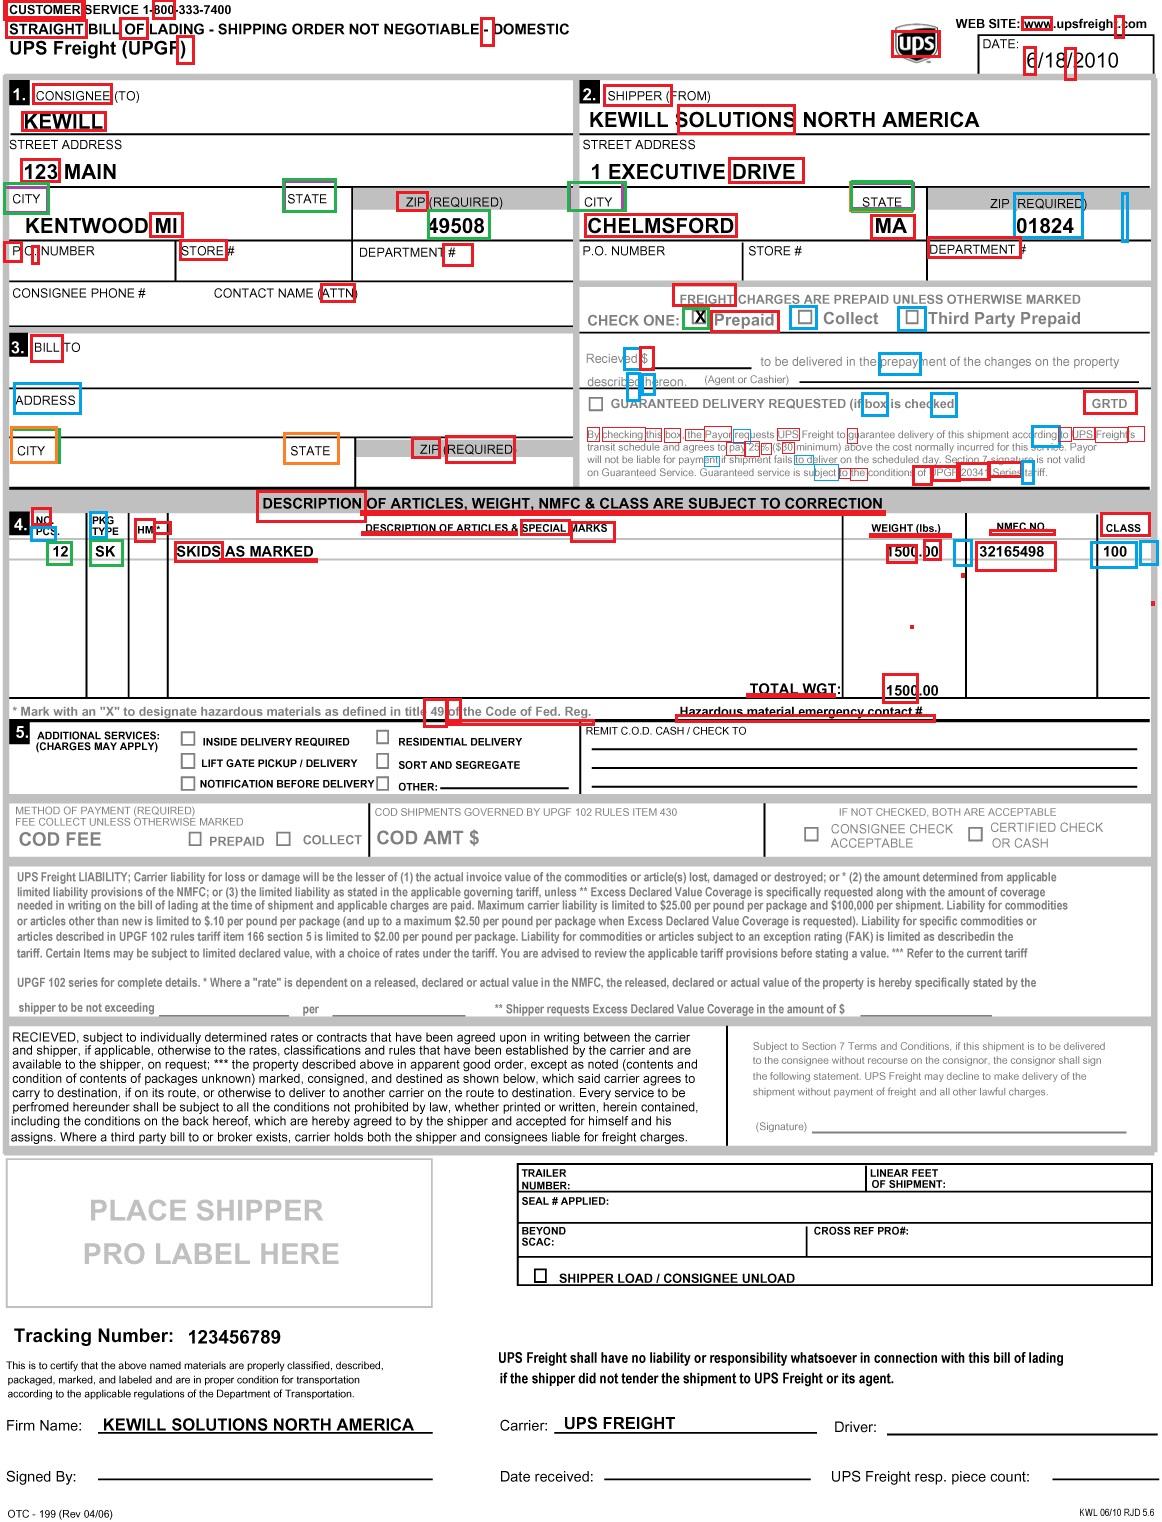 CUSTOMER SERVICE 1-800-333-7400
STRAIGHT BILL OF LADING - SHIPPING ORDER NOT NEGOTIABLE - DOMESTIC
UPS Freight (UPGF)
ups
WEB SITE: www.upsfreight.com
DATE: 6/18/2010
1. CONSIGNEE (TO)
KEWILL
STREET ADDRESS
123 MAIN
CITY STATE ZIP (REQUIRED)
KENTWOOD MI 49508
P.O. NUMBER STORE # DEPARTMENT #
CONSIGNEE PHONE # CONTACT NAME (ATTN)
2. SHIPPER (FROM)
KEWILL SOLUTIONS NORTH AMERICA
STREET ADDRESS
1 EXECUTIVE DRIVE
CITY STATE ZIP (REQUIRED)
CHELMSFORD MA 01824
P.O. NUMBER STORE # DEPARTMENT #
FREIGHT CHARGES ARE PREPAID UNLESS OTHERWISE MARKED
CHECK ONE: X Prepaid Collect Third Party Prepaid
3. BILL TO
ADDRESS
CITY STATE ZIP (REQUIRED)
Recieved $ to be delivered in the prepayment of the changes on the property
described hereon. (Agent or Cashier)
GUARANTEED DELIVERY REQUESTED (if box is checked GRTD
By checking this box, the Payor requests UPS Freight to guarantee delivery of this shipment according to UPS Freight's
transit schedule and agrees to pay 25% ($30 minimum) above the cost normally incurred for this service. Payor
will not be liable for payment if shipment fails to deliver on the scheduled day. Section 7 signature is not valid
on Guaranteed Service. Guaranteed service is subject to the conditions of UPGF 20341 Series tariff.
DESCRIPTION OF ARTICLES, WEIGHT, NMFC & CLASS ARE SUBJECT TO CORRECTION
4. NO. PCS. PKG TYPE HM * DESCRIPTION OF ARTICLES & SPECIAL MARKS WEIGHT (lbs.) NMFC NO. CLASS
12 SK SKIDS AS MARKED 1500.00 32165498 100
TOTAL WGT: 1500.00
* Mark with an "X" to designate hazardous materials as defined in title 49 of the Code of Fed. Reg. Hazardous material emergency contact #
5. ADDITIONAL SERVICES:
(CHARGES MAY APPLY)
INSIDE DELIVERY REQUIRED RESIDENTIAL DELIVERY
LIFT GATE PICKUP / DELIVERY SORT AND SEGREGATE
NOTIFICATION BEFORE DELIVERY OTHER:
REMIT C.O.D. CASH / CHECK TO
METHOD OF PAYMENT (REQUIRED)
FEE COLLECT UNLESS OTHERWISE MARKED
COD FEE PREPAID COLLECT
COD SHIPMENTS GOVERNED BY UPGF 102 RULES ITEM 430
COD AMT $
IF NOT CHECKED, BOTH ARE ACCEPTABLE
CONSIGNEE CHECK ACCEPTABLE
CERTIFIED CHECK OR CASH
UPS Freight LIABILITY; Carrier liability for loss or damage will be the lesser of (1) the actual invoice value of the commodities or article(s) lost, damaged or destroyed; or * (2) the amount determined from applicable
limited liability provisions of the NMFC; or (3) the limited liability as stated in the applicable governing tariff, unless ** Excess Declared Value Coverage is specifically requested along with the amount of coverage
needed in writing on the bill of lading at the time of shipment and applicable charges are paid. Maximum carrier liability is limited to $25.00 per pound per package and $100,000 per shipment. Liability for commodities
or articles other than new is limited to $.10 per pound per package (and up to a maximum $2.50 per pound per package when Excess Declared Value Coverage is requested). Liability for specific commodities or
articles described in UPGF 102 rules tariff item 166 section 5 is limited to $2.00 per pound per package. Liability for commodities or articles subject to an exception rating (FAK) is limited as describedin the
tariff. Certain Items may be subject to limited declared value, with a choice of rates under the tariff. You are advised to review the applicable tariff provisions before stating a value. *** Refer to the current tariff
UPGF 102 series for complete details. * Where a "rate" is dependent on a released, declared or actual value in the NMFC, the released, declared or actual value of the property is hereby specifically stated by the
shipper to be not exceeding per ** Shipper requests Excess Declared Value Coverage in the amount of $
RECIEVED, subject to individually determined rates or contracts that have been agreed upon in writing between the carrier
and shipper, if applicable, otherwise to the rates, classifications and rules that have been established by the carrier and are
available to the shipper, on request; *** the property described above in apparent good order, except as noted (contents and
condition of contents of packages unknown) marked, consigned, and destined as shown below, which said carrier agrees to
carry to destination, if on its route, or otherwise to deliver to another carrier on the route to destination. Every service to be
perfromed hereunder shall be subject to all the conditions not prohibited by law, whether printed or written, herein contained,
including the conditions on the back hereof, which are hereby agreed to by the shipper and accepted for himself and his
assigns. Where a third party bill to or broker exists, carrier holds both the shipper and consignees liable for freight charges.
Subject to Section 7 Terms and Conditions, if this shipment is to be delivered
to the consignee without recourse on the consignor, the consignor shall sign
the following statement. UPS Freight may decline to make delivery of the
shipment without payment of freight and all other lawful charges.
(Signature)
PLACE SHIPPER
PRO LABEL HERE
TRAILER NUMBER: LINEAR FEET OF SHIPMENT:
SEAL # APPLIED:
BEYOND SCAC: CROSS REF PRO#:
SHIPPER LOAD / CONSIGNEE UNLOAD
Tracking Number: 123456789
This is to certify that the above named materials are properly classified, described,
packaged, marked, and labeled and are in proper condition for transportation
according to the applicable regulations of the Department of Transportation.
UPS Freight shall have no liability or responsibility whatsoever in connection with this bill of lading
if the shipper did not tender the shipment to UPS Freight or its agent.
Firm Name: KEWILL SOLUTIONS NORTH AMERICA Carrier: UPS FREIGHT Driver:
Signed By: Date received: UPS Freight resp. piece count:
OTC - 199 (Rev 04/06) KWL 06/10 RJD 5.6